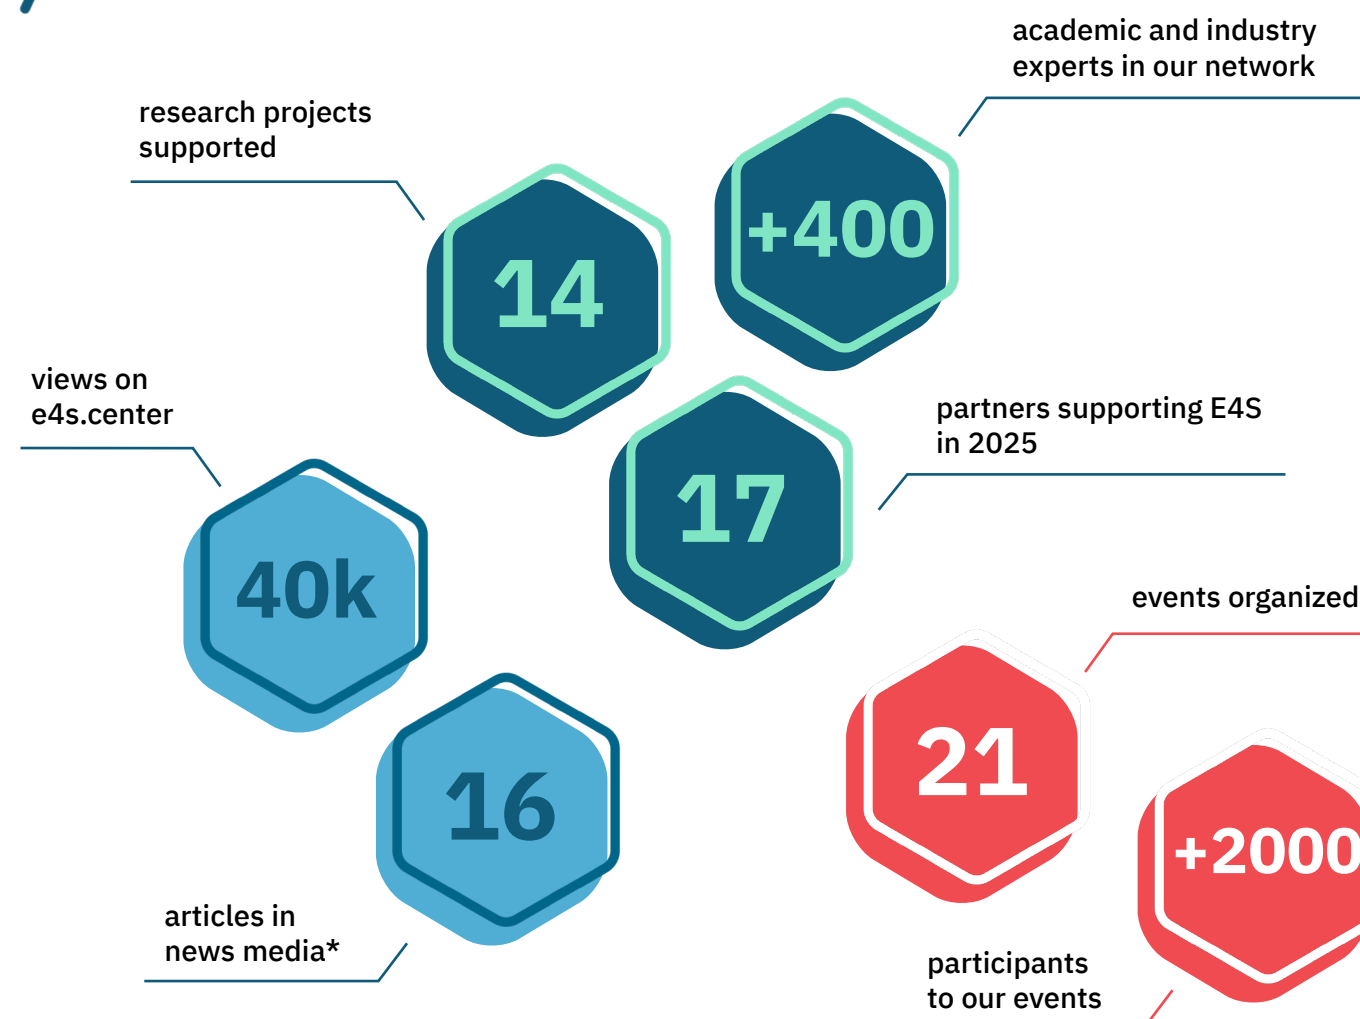 academic and industry
experts in our network
research projects
supported
+400
14
views on
e4s.center
partners supporting E4S
in 2025
17
40k
events organized
21
16
+2000
articles in
news media*
participants
to our events